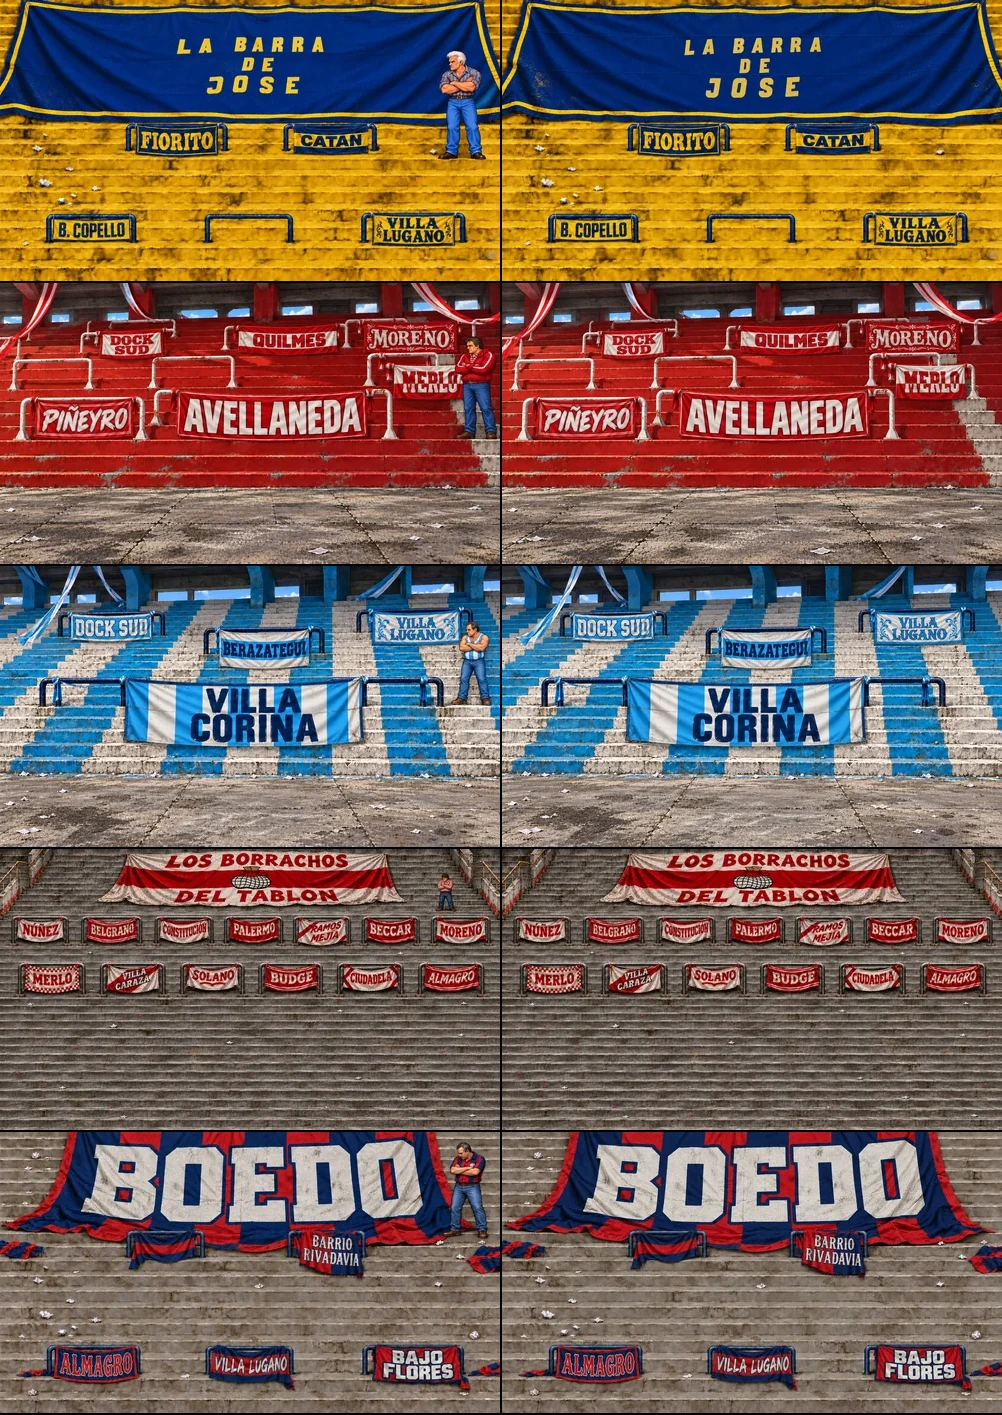 LA BARRA
DE
JOSE
FIORITO
CATAN
B. COPELLO
VILLA
LUGANO
LA BARRA
DE
JOSE
FIORITO
CATAN
B. COPELLO
VILLA
LUGANO
DOCK
SUD
QUILMES
MORENO
MERLO
PIÑEYRO
AVELLANEDA
DOCK
SUD
QUILMES
MORENO
MERLO
PIÑEYRO
AVELLANEDA
DOCK SUD
BERAZATEGUI
VILLA
LUGANO
VILLA
CORINA
DOCK SUD
BERAZATEGUI
VILLA
LUGANO
VILLA
CORINA
LOS BORRACHOS
DEL TABLON
NÚÑEZ
BELGRANO
CONSTITUCION
PALERMO
RAMOS
MEJIA
BECCAR
MORENO
MERLO
VILLA
CARAZA
SOLANO
BUDGE
CIUDADELA
ALMAGRO
LOS BORRACHOS
DEL TABLON
NÚÑEZ
BELGRANO
CONSTITUCION
PALERMO
RAMOS
MEJIA
BECCAR
MORENO
MERLO
VILLA
CARAZA
SOLANO
BUDGE
CIUDADELA
ALMAGRO
BOEDO
BARRIO
RIVADAVIA
ALMAGRO
VILLA LUGANO
BAJO
FLORES
BOEDO
BARRIO
RIVADAVIA
ALMAGRO
VILLA LUGANO
BAJO
FLORES